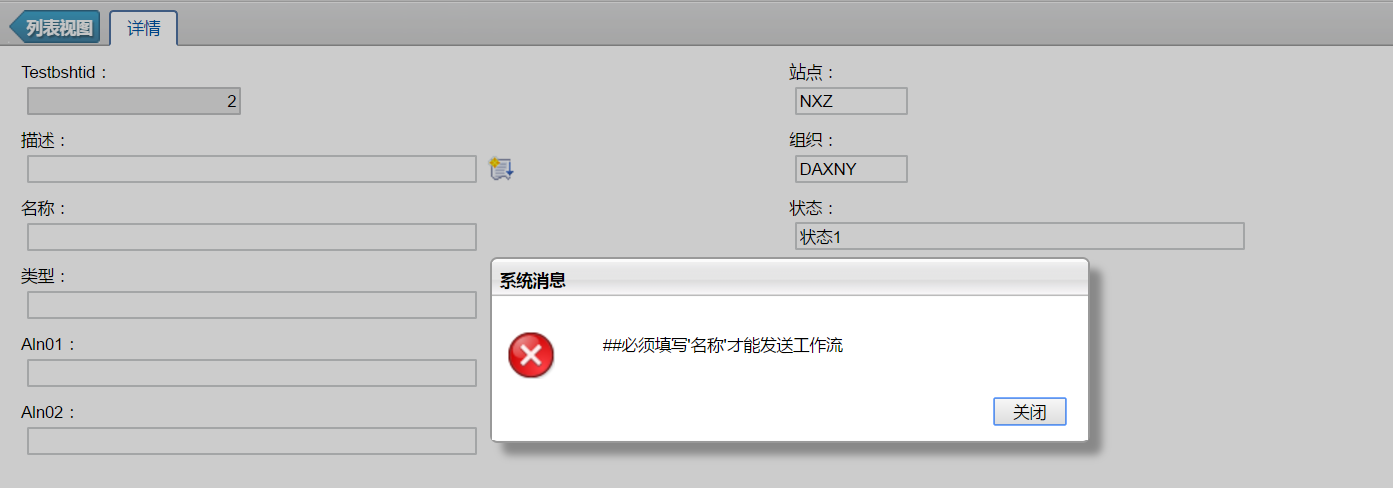 列表视图 详情
Testbshtid： 站点：
2 NXZ
描述： 组织：
DAXNY
名称： 状态：
状态1
类型：
系统消息
Aln01：
##必须填写'名称'才能发送工作流
Aln02：
关闭